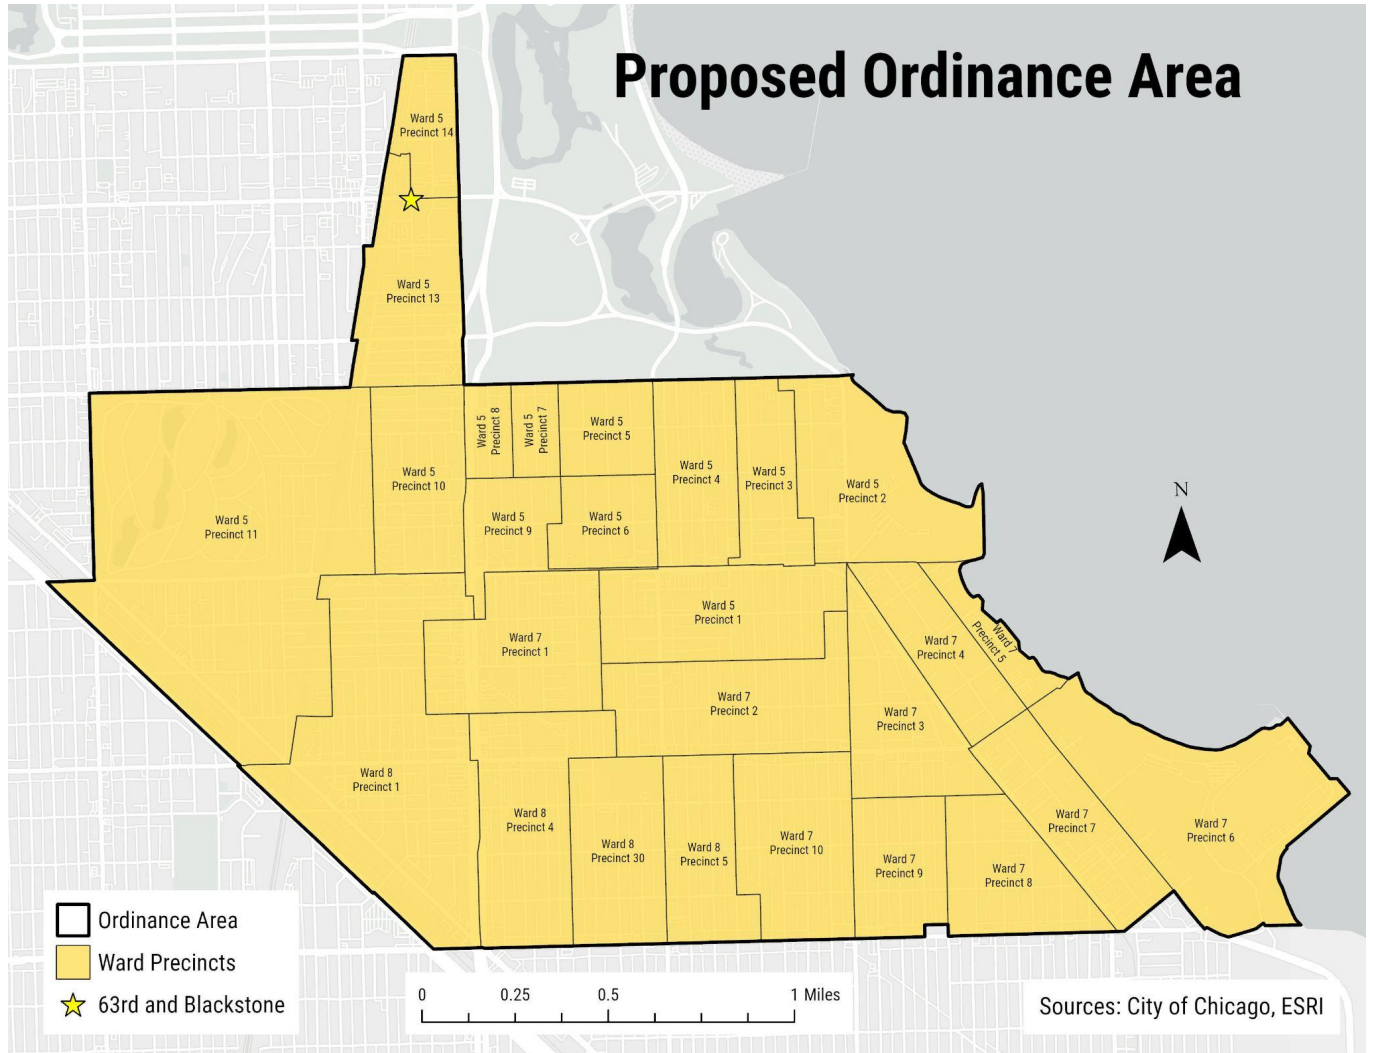 Proposed Ordinance Area
Ward 5
Precinct 14
Ward 5
Precinct 13
Ward 5
Precinct 8
Ward 5
Precinct 7
Ward 5
Precinct 5
Ward 5
Precinct 4
Ward 5
Precinct 3
Ward 5
Precinct 2
Ward 5
Precinct 10
Ward 5
Precinct 11
Ward 5
Precinct 9
Ward 5
Precinct 6
N
Ward 5
Precinct 1
Ward 7
Precinct 1
Ward 7
Precinct 4
Ward 7
Precinct 5
Ward 7
Precinct 2
Ward 7
Precinct 3
Ward 8
Precinct 1
Ward 8
Precinct 4
Ward 8
Precinct 30
Ward 8
Precinct 5
Ward 7
Precinct 10
Ward 7
Precinct 9
Ward 7
Precinct 8
Ward 7
Precinct 7
Ward 7
Precinct 6
Ordinance Area
Ward Precincts
63rd and Blackstone
0 0.25 0.5 1 Miles
Sources: City of Chicago, ESRI